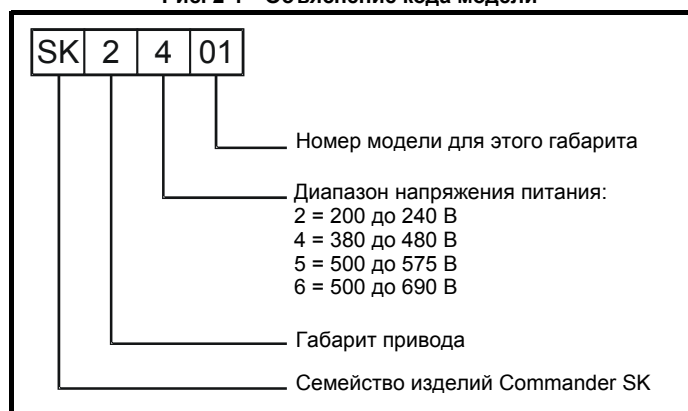 SK 2 4 01
Номер модели для этого габарита
Диапазон напряжения питания:
2 = 200 до 240 В
4 = 380 до 480 В
5 = 500 до 575 В
6 = 500 до 690 В
Габарит привода
Семейство изделий Commander SK